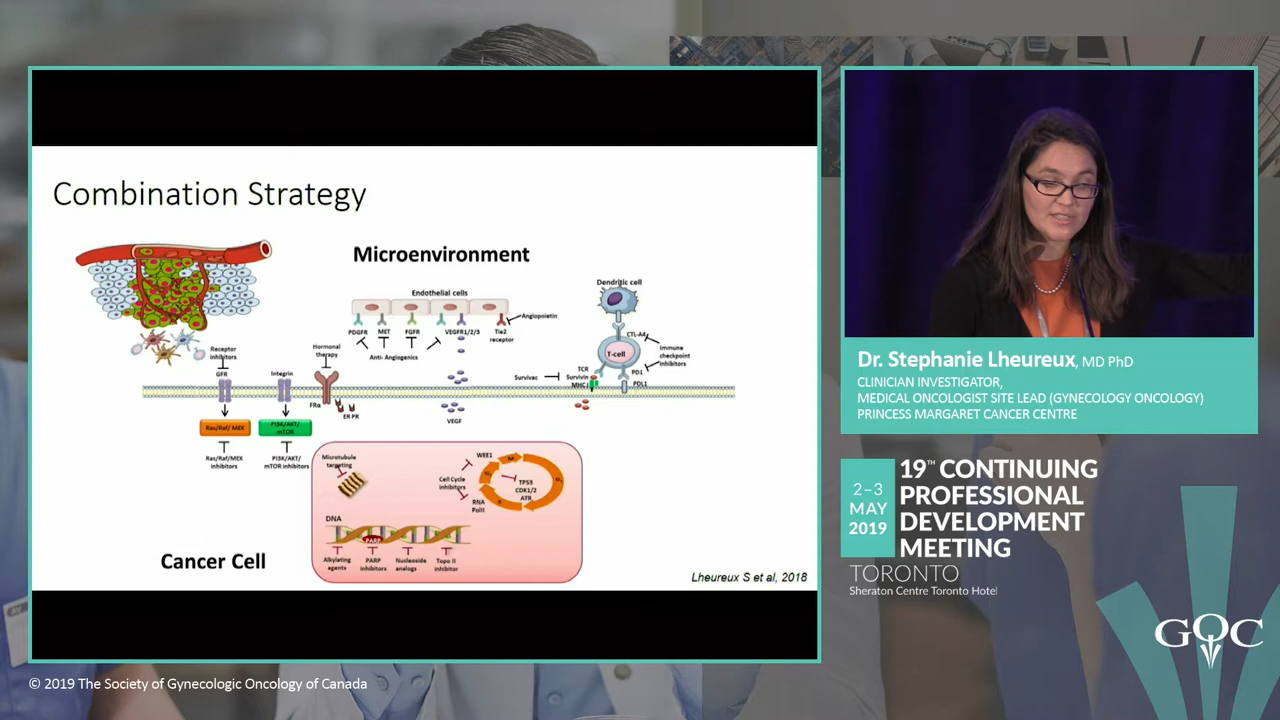 Combination Strategy
Microenvironment
Endothelial cells
Dendritic cell
PDGFR
MET
FGFR
VEGFR1/2/3
Tie2
receptor
Angiopoietin
Anti- Angiogenics
CTL-A4
T-cell
Immune
checkpoint
inhibitors
PD1
PDL1
TCR
Survivin
MHC I
Survivac
Receptor
inhibitors
GFR
Integrin
Hormonal
therapy
FRα
ER PR
VEGF
Ras/Raf/ MEK
PI3K/AKT/
mTOR
Ras/Raf/MEK
inhibitors
PI3K/AKT/
mTOR inhibitors
Microtubule
targeting
WEE1
Cell Cycle
inhibitors
TP53
CDK1/2
ATR
RNA
PolII
DNA
PARP
Alkylating
agents
PARP
inhibitors
Nucleoside
analogs
Topo II
inhibitor
Cancer Cell
Lheureux S et al, 2018
Dr. Stephanie Lheureux, MD PhD
CLINICIAN INVESTIGATOR,
MEDICAL ONCOLOGIST SITE LEAD (GYNECOLOGY ONCOLOGY)
PRINCESS MARGARET CANCER CENTRE
2–3
MAY
2019
19TH CONTINUING
PROFESSIONAL
DEVELOPMENT
MEETING
TORONTO
Sheraton Centre Toronto Hotel
GOC
© 2019 The Society of Gynecologic Oncology of Canada